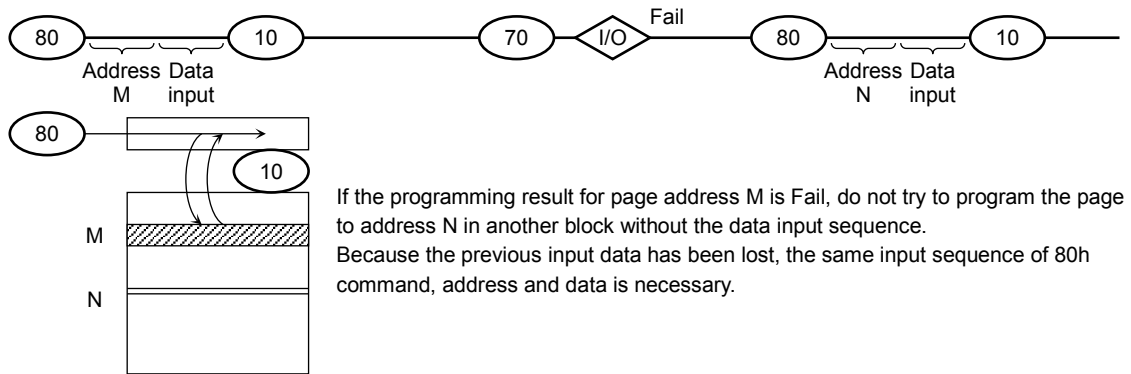 Fail
80 10 70 I/O 80 10
Address Data Address Data
M input N input
80
10
If the programming result for page address M is Fail, do not try to program the page
M
to address N in another block without the data input sequence.
Because the previous input data has been lost, the same input sequence of 80h
N
command, address and data is necessary.